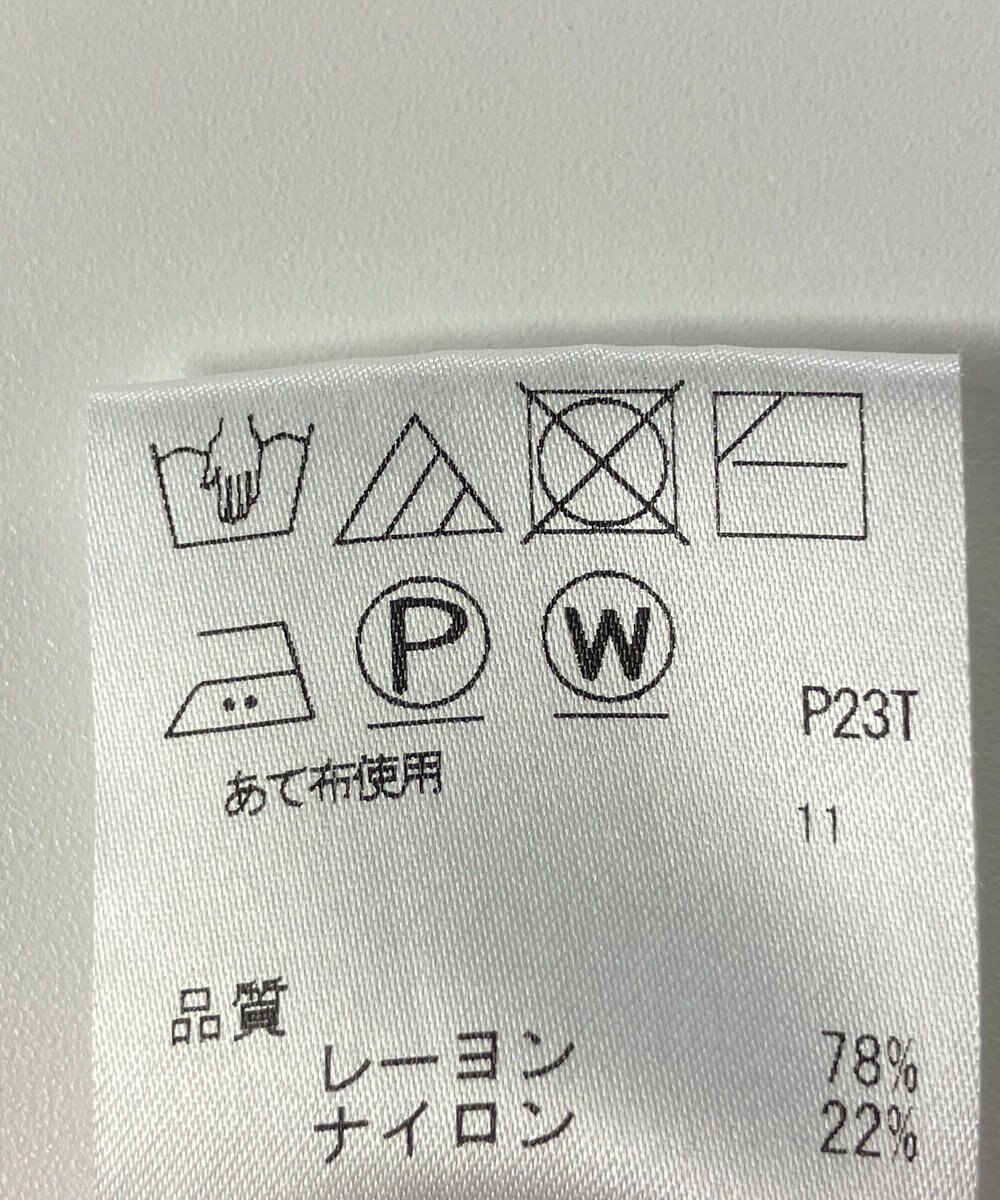 P W
P23T
あて布使用
11
品質
レーヨン 78%
ナイロン 22%